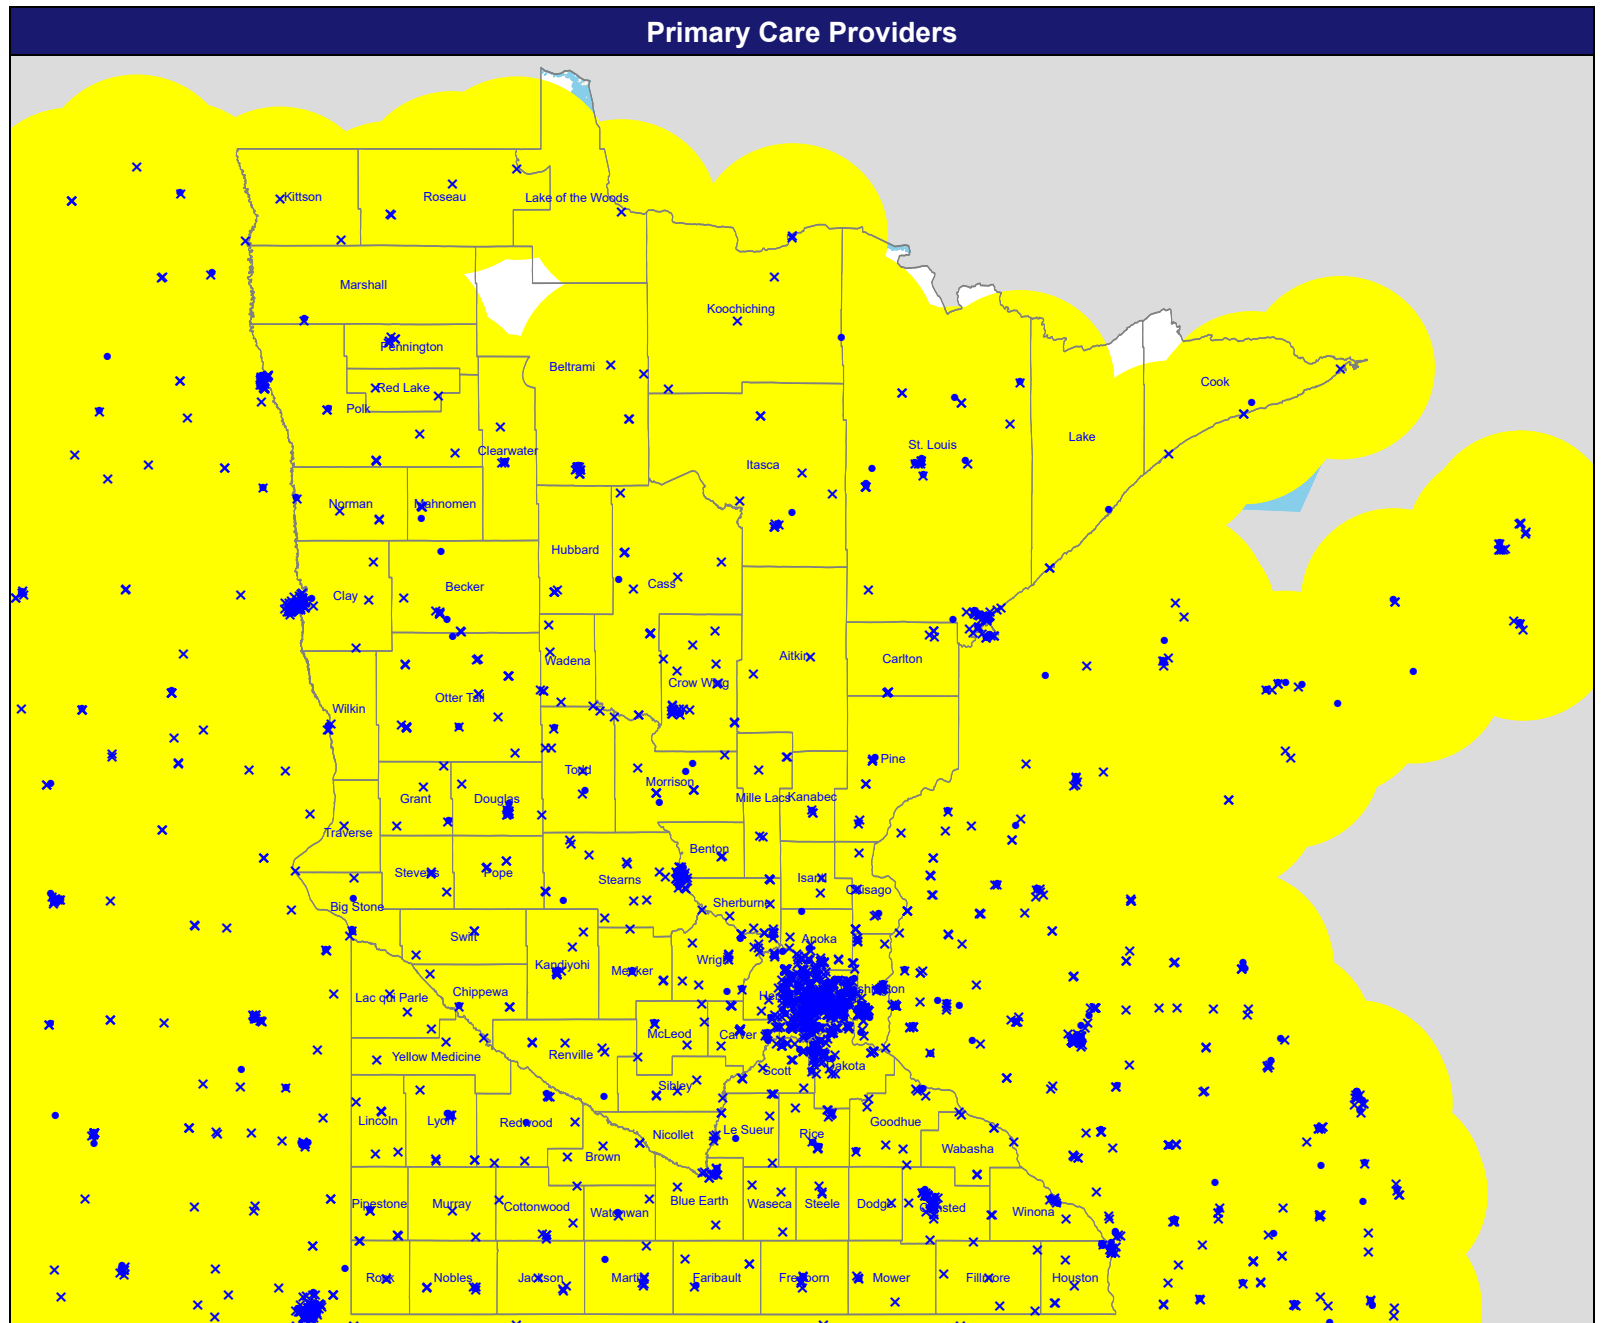 Primary Care Providers
Kittson
Roseau
Lake of the Woods
Marshall
Koochiching
Pennington
Beltrami
Red Lake
Cook
Polk
Lake
St. Louis
Clearwater
Itasca
Norman
Mahnomen
Hubbard
Becker
Cass
Clay
Wadena
Aitkin
Carlton
Crow Wing
Otter Tail
Wilkin
Pine
Todd
Morrison
Grant
Douglas
Mille Lacs
Kanabec
Traverse
Benton
Stevens
Pope
Stearns
Isanti
Chisago
Big Stone
Sherburne
Swift
Anoka
Kandiyohi
Meeker
Wright
Lac qui Parle
Chippewa
Washington
McLeod
Carver
Yellow Medicine
Renville
Scott
Dakota
Sibley
Lincoln
Lyon
Redwood
Nicollet
Le Sueur
Rice
Goodhue
Wabasha
Brown
Pipestone
Murray
Cottonwood
Watonwan
Blue Earth
Waseca
Steele
Dodge
Olmsted
Winona
Rock
Nobles
Jackson
Martin
Faribault
Freeborn
Mower
Fillmore
Houston